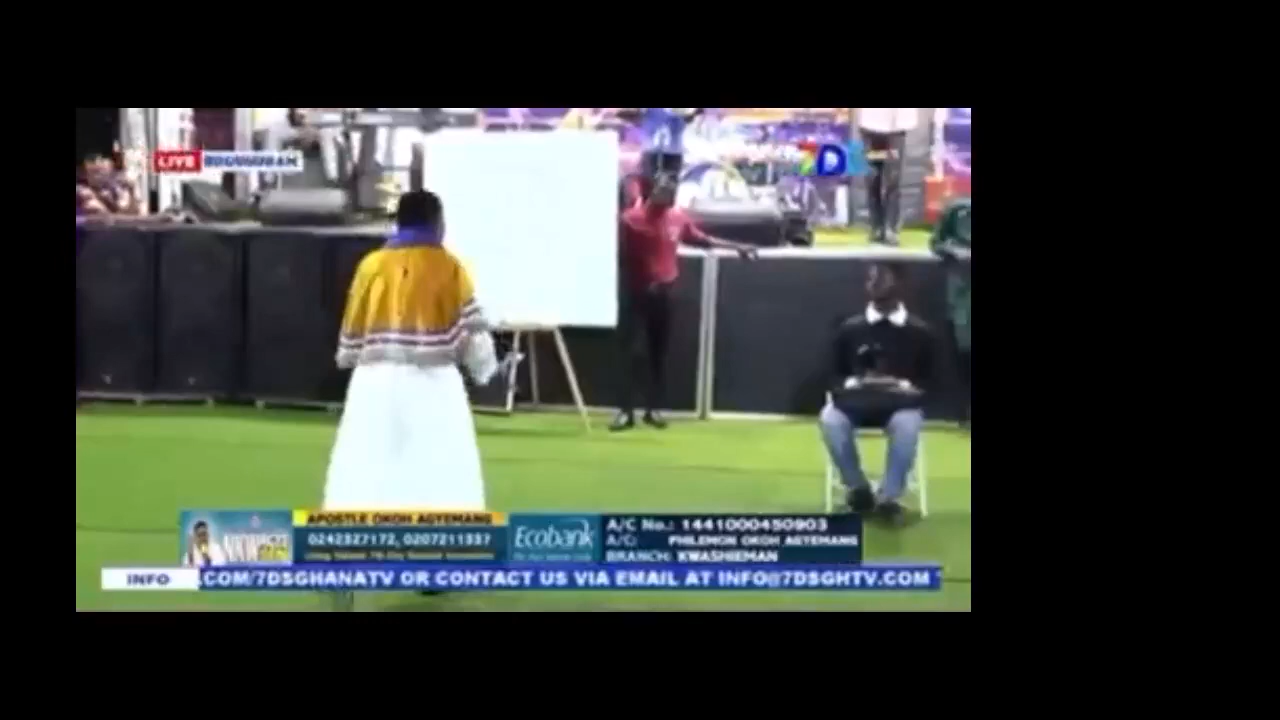 LIVE
7DS
APOSTLE OKOH AGYEMANG
0242327172, 0207211337
Ecobank
A/C No.: 1441000450903
A/C: PHILEMON OKOH AGYEMANG
BRANCH: KWASHIEMAN
INFO
.COM/7DSGHANATV OR CONTACT US VIA EMAIL AT INFO@7DSGHTV.COM